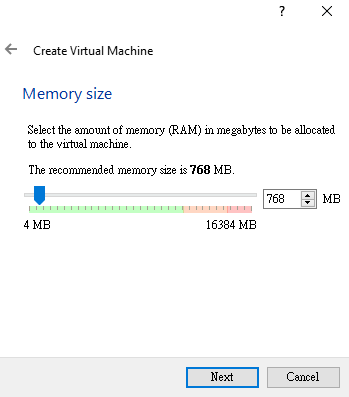 ?
Create Virtual Machine
Memory size
Select the amount of memory (RAM) in megabytes to be allocated
to the virtual machine.
The recommended memory size is 768 MB.
768 MB
4 MB 16384 MB
Next Cancel